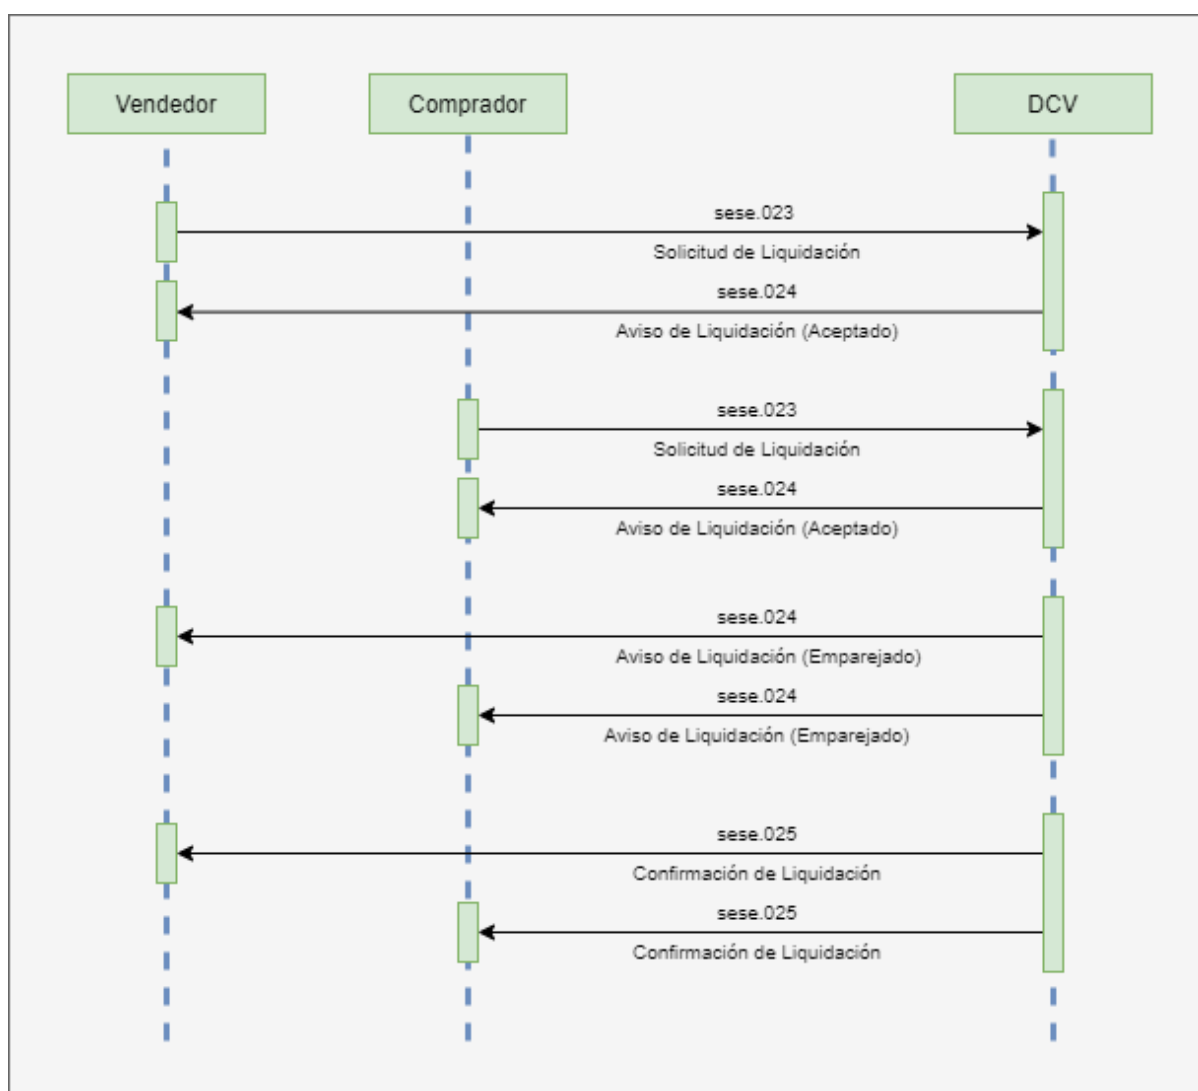 Vendedor
Comprador
DCV
sese.023
Solicitud de Liquidación
sese.024
Aviso de Liquidación (Aceptado)
sese.023
Solicitud de Liquidación
sese.024
Aviso de Liquidación (Aceptado)
sese.024
Aviso de Liquidación (Emparejado)
sese.024
Aviso de Liquidación (Emparejado)
sese.025
Confirmación de Liquidación
sese.025
Confirmación de Liquidación